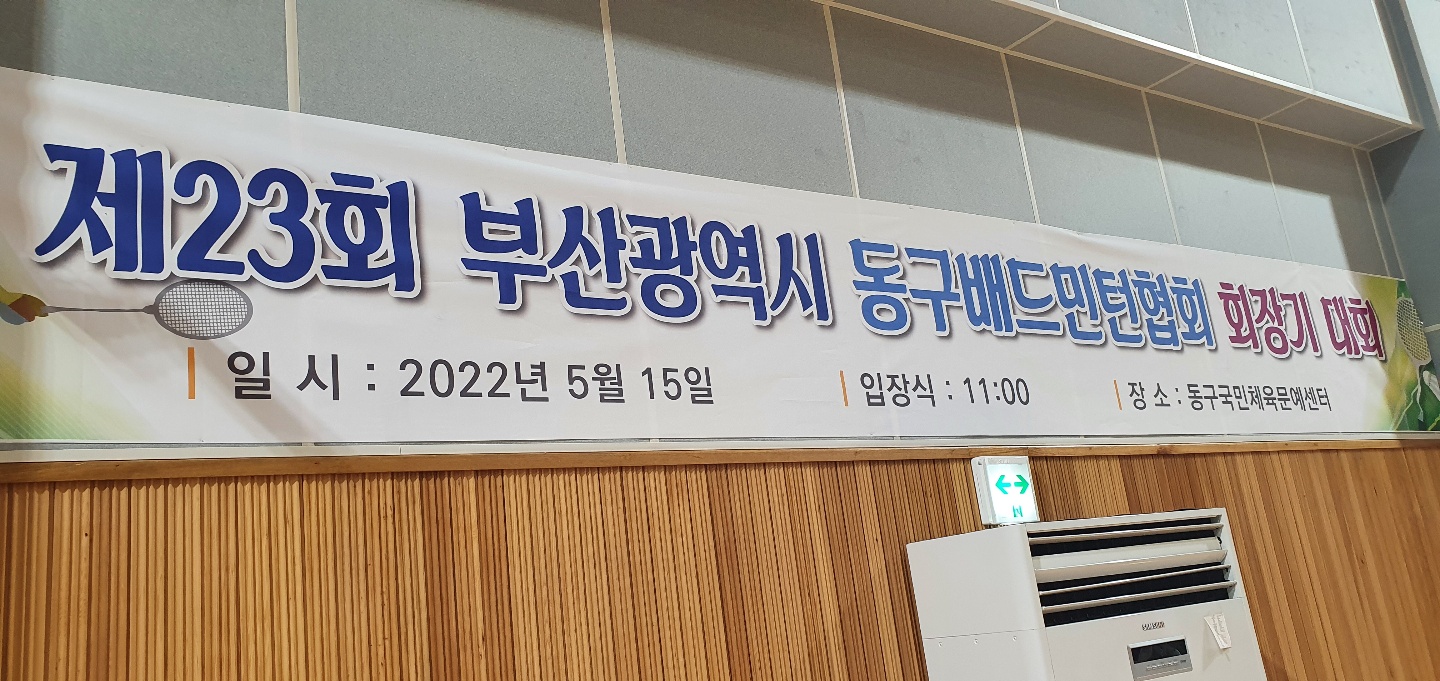 제23회 부산광역시 동구배드민턴협회 회장기 대회
일 시 : 2022년 5월 15일 입장식 : 11:00 장 소 : 동구국민체육문예센터